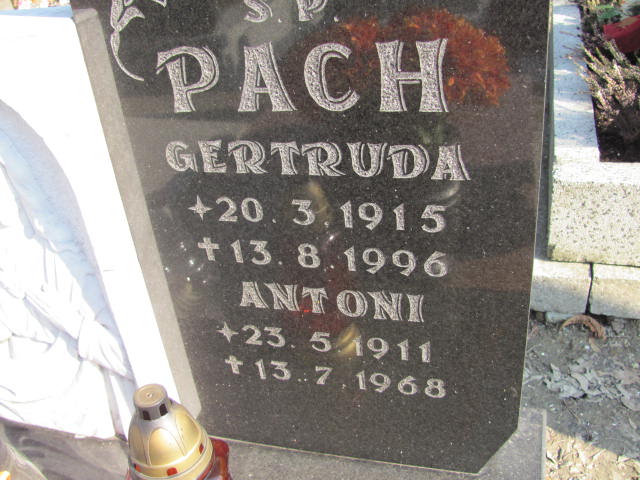 Ś.P.
PACH
GERTRUDA
20.3.1915
13.8.1996
ANTONI
23.5.1911
13.7.1968